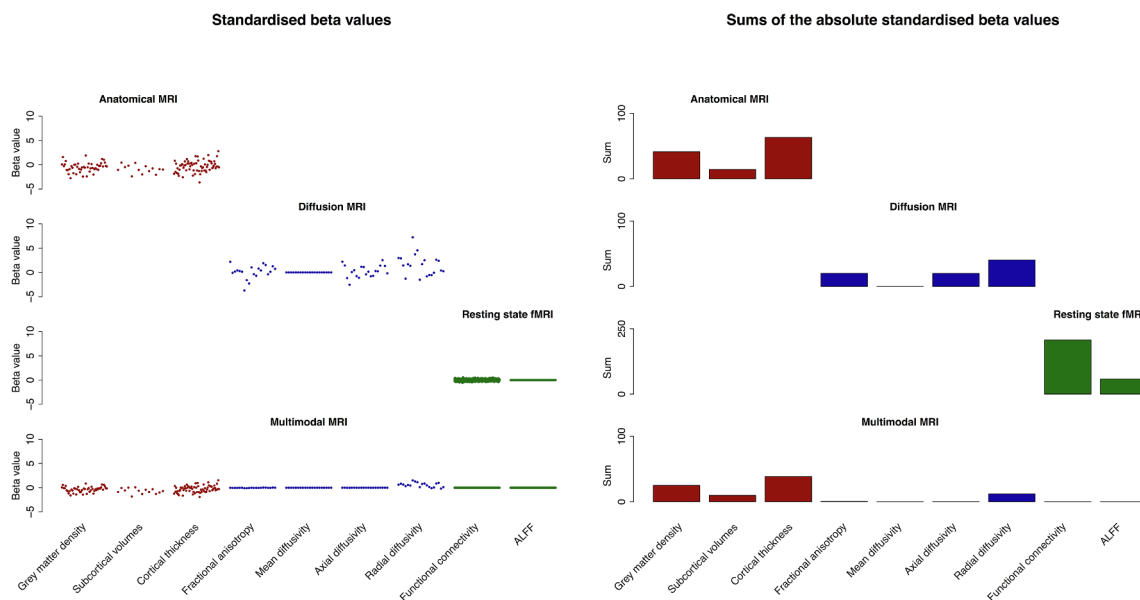 Standardised beta values
Sums of the absolute standardised beta values
Anatomical MRI
Beta value
10
5
0
−5
Diffusion MRI
Beta value
10
5
0
−5
Resting state fMRI
Beta value
10
5
0
−5
Multimodal MRI
Beta value
10
5
0
−5
Grey matter density
Subcortical volumes
Cortical thickness
Fractional anisotropy
Mean diffusivity
Axial diffusivity
Radial diffusivity
Functional connectivity
ALFF
Anatomical MRI
Sum
100
0
Diffusion MRI
Sum
100
0
Resting state fMR
Sum
250
0
Multimodal MRI
Sum
100
0
Grey matter density
Subcortical volumes
Cortical thickness
Fractional anisotropy
Mean diffusivity
Axial diffusivity
Radial diffusivity
Functional connectivity
ALFF